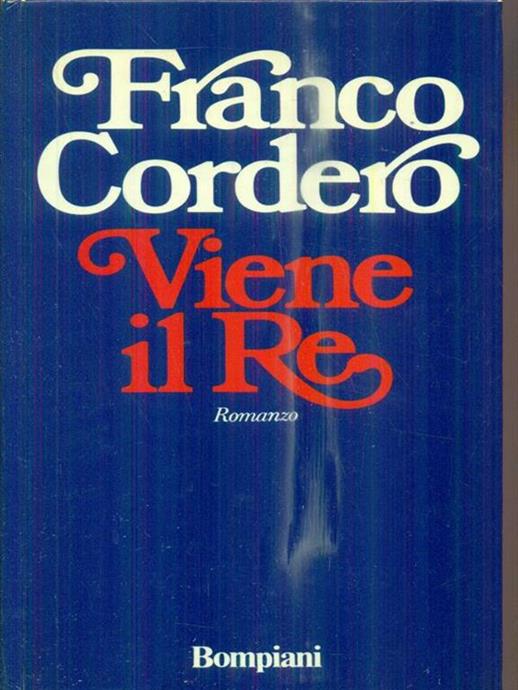 Franco
Cordero
Viene
il Re
Romanzo
Bompiani